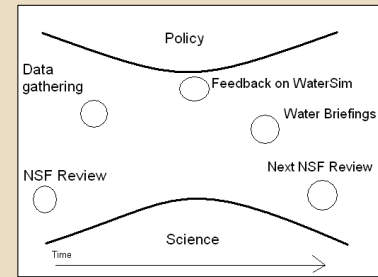 Policy
Data
gathering
Feedback on WaterSim
Water Briefings
NSF Review
Next NSF Review
Science
Time